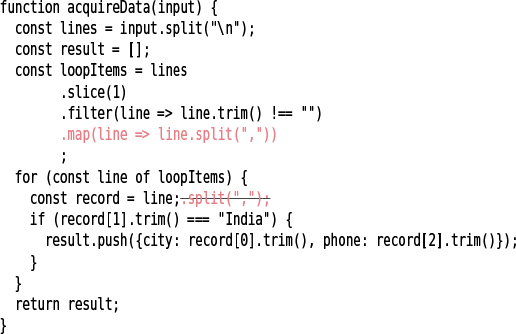 function acquireData(input) {
  const lines = input.split("\n");
  const result = [];
  const loopItems = lines
        .slice(1)
        .filter(line => line.trim() !== "")
        .map(line => line.split(","))
        ;
  for (const line of loopItems) {
    const record = line;.split(",");
    if (record[1].trim() === "India") {
      result.push({city: record[0].trim(), phone: record[2].trim()});
    }
  }
  return result;
}